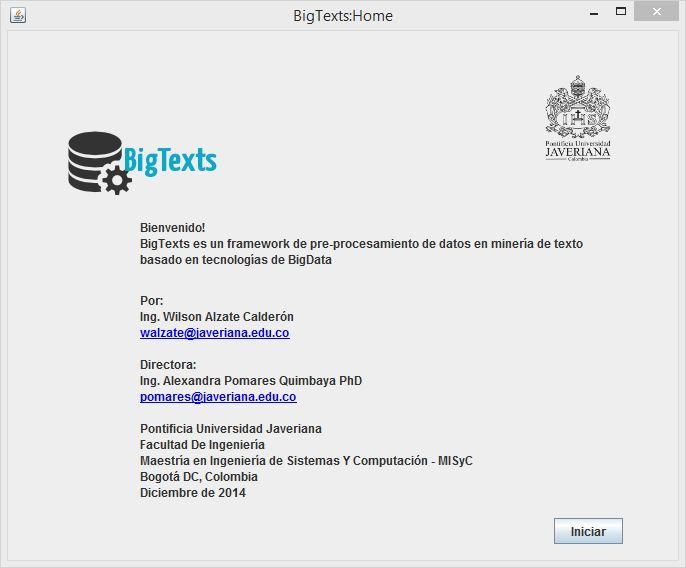 BigTexts:Home
IHS
Pontificia Universidad
JAVERIANA
Colombia
BigTexts
Bienvenido!
BigTexts es un framework de pre-procesamiento de datos en minería de texto
basado en tecnologías de BigData
Por:
Ing. Wilson Alzate Calderón
walzate@javeriana.edu.co
Directora:
Ing. Alexandra Pomares Quimbaya PhD
pomares@javeriana.edu.co
Pontificia Universidad Javeriana
Facultad De Ingeniería
Maestría en Ingeniería de Sistemas Y Computación - MISyC
Bogotá DC, Colombia
Diciembre de 2014
Iniciar